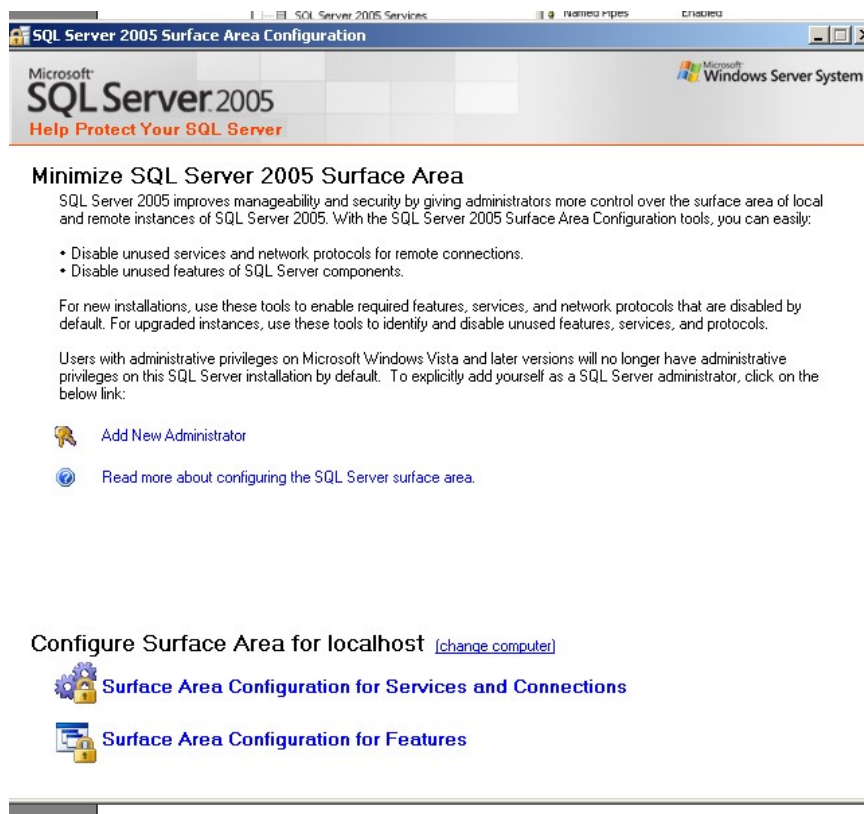 SQL Server 2005 Services Named Pipes Enabled
SQL Server 2005 Surface Area Configuration
Microsoft
SQL Server 2005
Help Protect Your SQL Server
Microsoft
Windows Server System
Minimize SQL Server 2005 Surface Area
SQL Server 2005 improves manageability and security by giving administrators more control over the surface area of local
and remote instances of SQL Server 2005. With the SQL Server 2005 Surface Area Configuration tools, you can easily:
• Disable unused services and network protocols for remote connections.
• Disable unused features of SQL Server components.
For new installations, use these tools to enable required features, services, and network protocols that are disabled by
default. For upgraded instances, use these tools to identify and disable unused features, services, and protocols.
Users with administrative privileges on Microsoft Windows Vista and later versions will no longer have administrative
privileges on this SQL Server installation by default. To explicitly add yourself as a SQL Server administrator, click on the
below link:
Add New Administrator
Read more about configuring the SQL Server surface area.
Configure Surface Area for localhost (change computer)
Surface Area Configuration for Services and Connections
Surface Area Configuration for Features